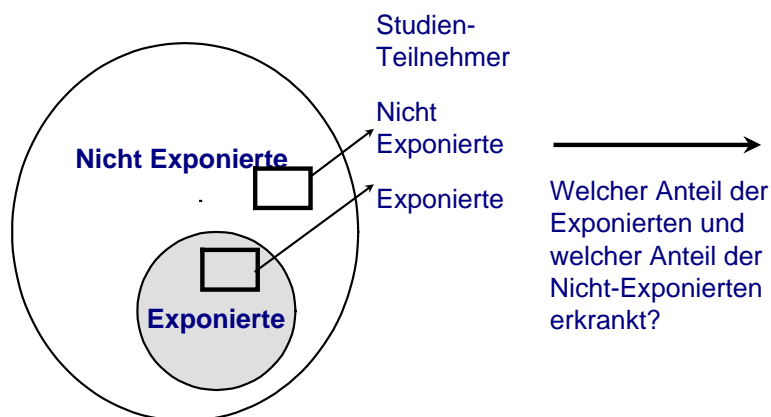 Studien-
Teilnehmer
Nicht Exponierte
Nicht
Exponierte
Exponierte
Exponierte
Welcher Anteil der
Exponierten und
welcher Anteil der
Nicht-Exponierten
erkrankt?